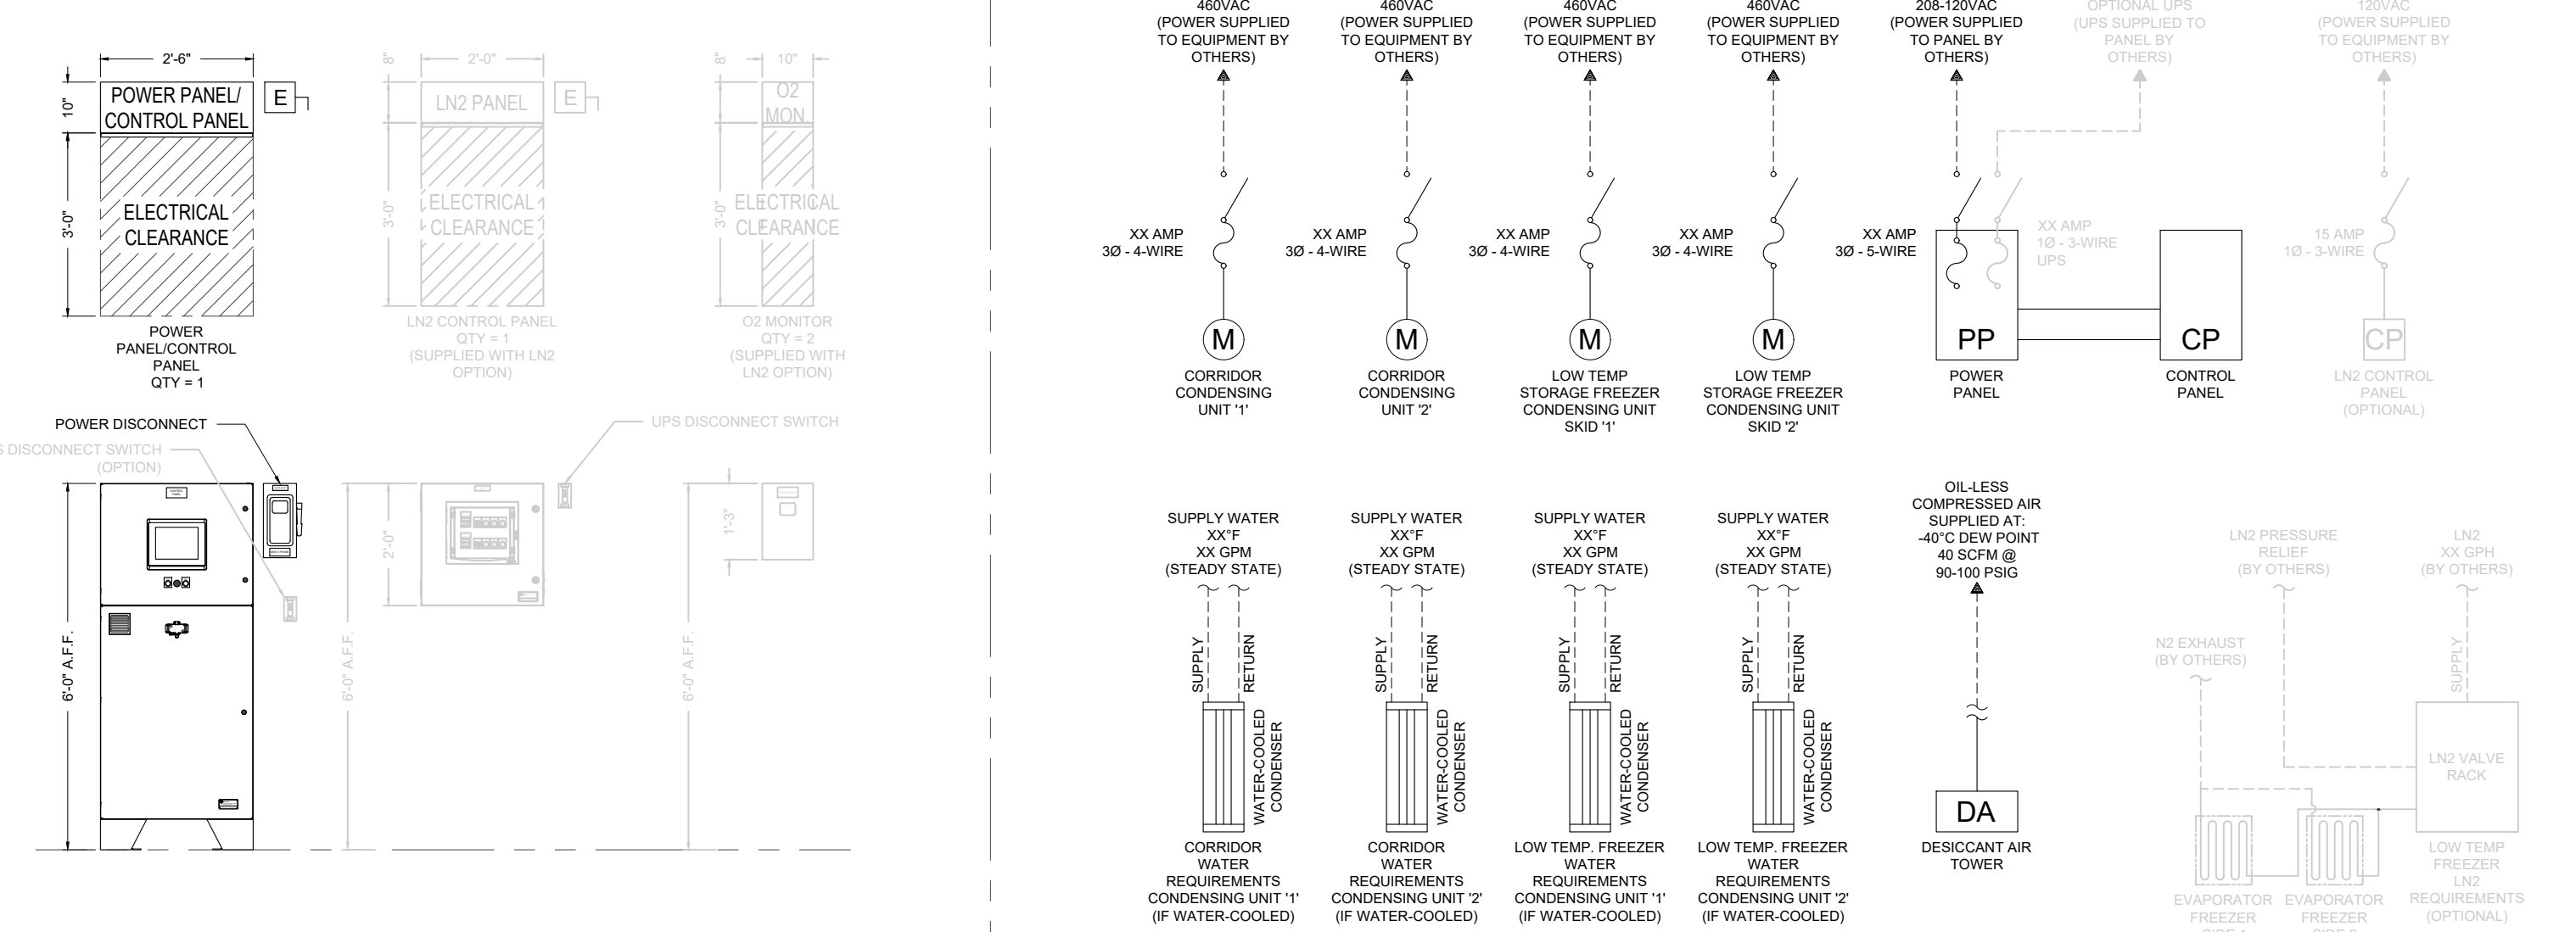 2'-6"
10"
POWER PANEL/
CONTROL PANEL
E
3'-0"
ELECTRICAL
CLEARANCE
POWER
PANEL/CONTROL
PANEL
QTY = 1
8"
2'-0"
LN2 PANEL
E
3'-0"
ELECTRICAL
CLEARANCE
LN2 CONTROL PANEL
QTY = 1
(SUPPLIED WITH LN2
OPTION)
8"
10"
O2
MON.
3'-0"
ELECTRICAL
CLEARANCE
O2 MONITOR
QTY = 2
(SUPPLIED WITH
LN2 OPTION)
POWER DISCONNECT
DISCONNECT SWITCH
(OPTION)
UPS DISCONNECT SWITCH
6'-0" A.F.F.
6'-0" A.F.F.
2'-0"
6'-0" A.F.F.
1'-3"
460VAC
(POWER SUPPLIED
TO EQUIPMENT BY
OTHERS)
XX AMP
3Ø - 4-WIRE
M
CORRIDOR
CONDENSING
UNIT '1'
460VAC
(POWER SUPPLIED
TO EQUIPMENT BY
OTHERS)
XX AMP
3Ø - 4-WIRE
M
CORRIDOR
CONDENSING
UNIT '2'
460VAC
(POWER SUPPLIED
TO EQUIPMENT BY
OTHERS)
XX AMP
3Ø - 4-WIRE
M
LOW TEMP
STORAGE FREEZER
CONDENSING UNIT
SKID '1'
460VAC
(POWER SUPPLIED
TO EQUIPMENT BY
OTHERS)
XX AMP
3Ø - 4-WIRE
M
LOW TEMP
STORAGE FREEZER
CONDENSING UNIT
SKID '2'
208-120VAC
(POWER SUPPLIED
TO PANEL BY
OTHERS)
XX AMP
3Ø - 5-WIRE
PP
POWER
PANEL
OPTIONAL UPS
(UPS SUPPLIED TO
PANEL BY
OTHERS)
XX AMP
1Ø - 3-WIRE
UPS
CP
CONTROL
PANEL
120VAC
(POWER SUPPLIED
TO EQUIPMENT BY
OTHERS)
15 AMP
1Ø - 3-WIRE
CP
LN2 CONTROL
PANEL
(OPTIONAL)
SUPPLY WATER
XX°F
XX GPM
(STEADY STATE)
SUPPLY
RETURN
WATER-COOLED
CONDENSER
CORRIDOR
WATER
REQUIREMENTS
CONDENSING UNIT '1'
(IF WATER-COOLED)
SUPPLY WATER
XX°F
XX GPM
(STEADY STATE)
SUPPLY
RETURN
WATER-COOLED
CONDENSER
CORRIDOR
WATER
REQUIREMENTS
CONDENSING UNIT '2'
(IF WATER-COOLED)
SUPPLY WATER
XX°F
XX GPM
(STEADY STATE)
SUPPLY
RETURN
WATER-COOLED
CONDENSER
LOW TEMP. FREEZER
WATER
REQUIREMENTS
CONDENSING UNIT '1'
(IF WATER-COOLED)
SUPPLY WATER
XX°F
XX GPM
(STEADY STATE)
SUPPLY
RETURN
WATER-COOLED
CONDENSER
LOW TEMP. FREEZER
WATER
REQUIREMENTS
CONDENSING UNIT '2'
(IF WATER-COOLED)
OIL-LESS
COMPRESSED AIR
SUPPLIED AT:
-40°C DEW POINT
40 SCFM @
90-100 PSIG
DA
DESICCANT AIR
TOWER
N2 EXHAUST
(BY OTHERS)
LN2 PRESSURE
RELIEF
(BY OTHERS)
LN2
XX GPH
(BY OTHERS)
SUPPLY
LN2 VALVE
RACK
LOW TEMP
FREEZER
LN2
REQUIREMENTS
(OPTIONAL)
EVAPORATOR
FREEZER
EVAPORATOR
FREEZER